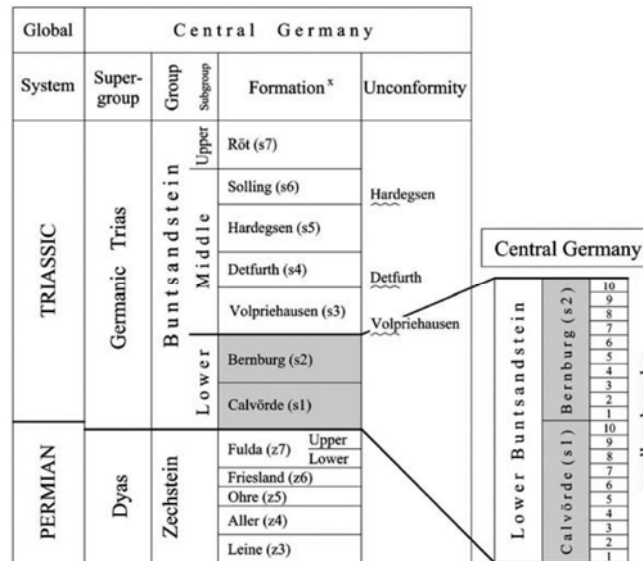 Global
Central Germany
System
Super-
group
Group
Subgroup
Formation x
Unconformity
TRIASSIC
Germanic Trias
Buntsandstein
Upper
Röt (s7)
Middle
Solling (s6)
Hardegsen
Hardegsen (s5)
Detfurth (s4)
Detfurth
Volpriehausen (s3)
Volpriehausen
Lower
Bernburg (s2)
Calvörde (s1)
PERMIAN
Dyas
Zechstein
Fulda (z7)
Upper
Lower
Friesland (z6)
Ohre (z5)
Aller (z4)
Leine (z3)
Central Germany
Lower Buntsandstein
Bernburg (s2)
10
9
8
7
6
5
4
3
2
1
Calvörde (s1)
10
9
8
7
6
5
4
3
2
1